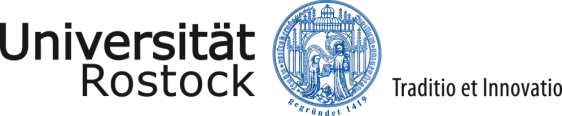 Universität
Rostock
gegründet 1419
Traditio et Innovatio